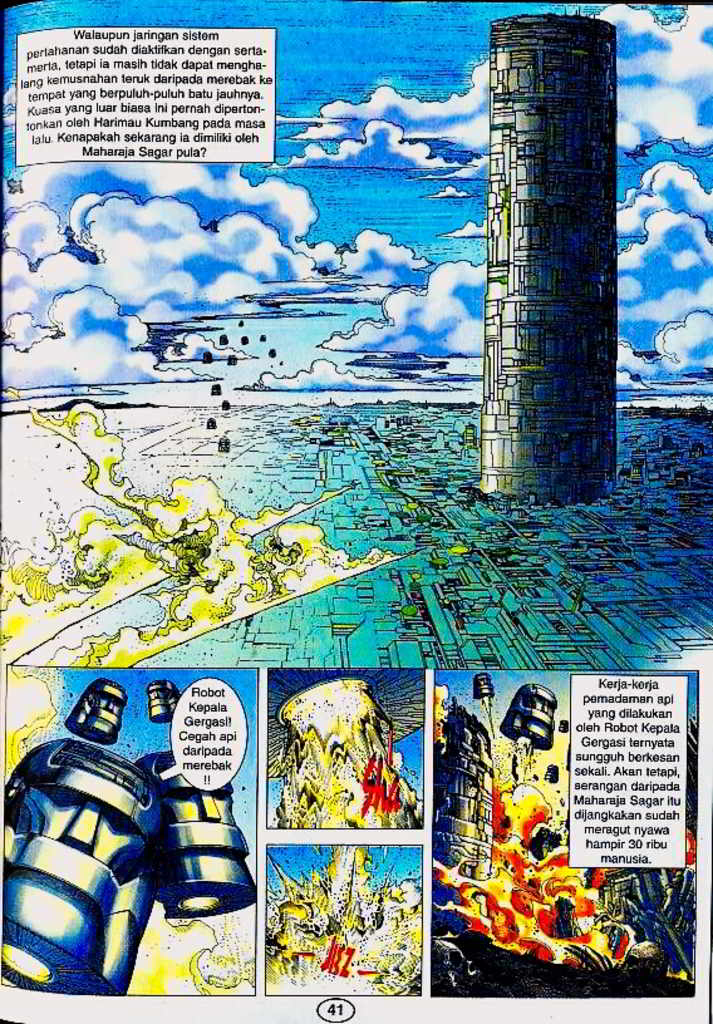 Walaupun jaringan sistem
pertahanan sudah diaktifkan dengan serta-
merta, tetapi ia masih tidak dapat mengha-
lang kemusnahan teruk daripada merebak ke
tempat yang berpuluh-puluh batu jauhnya.
Kuasa yang luar biasa ini pernah diperton-
tonkan oleh Harimau Kumbang pada masa
lalu. Kenapakah sekarang ia dimiliki oleh
Maharaja Sagar pula?
Robot
Kepala
Gergasi!
Cegah api
daripada
merebak
!!
Kerja-kerja
pemadaman api
yang dilakukan
oleh Robot Kepala
Gergasi ternyata
sungguh berkesan
sekali. Akan tetapi,
serangan daripada
Maharaja Sagar itu
dijangkakan sudah
meragut nyawa
hampir 30 ribu
manusia.
41